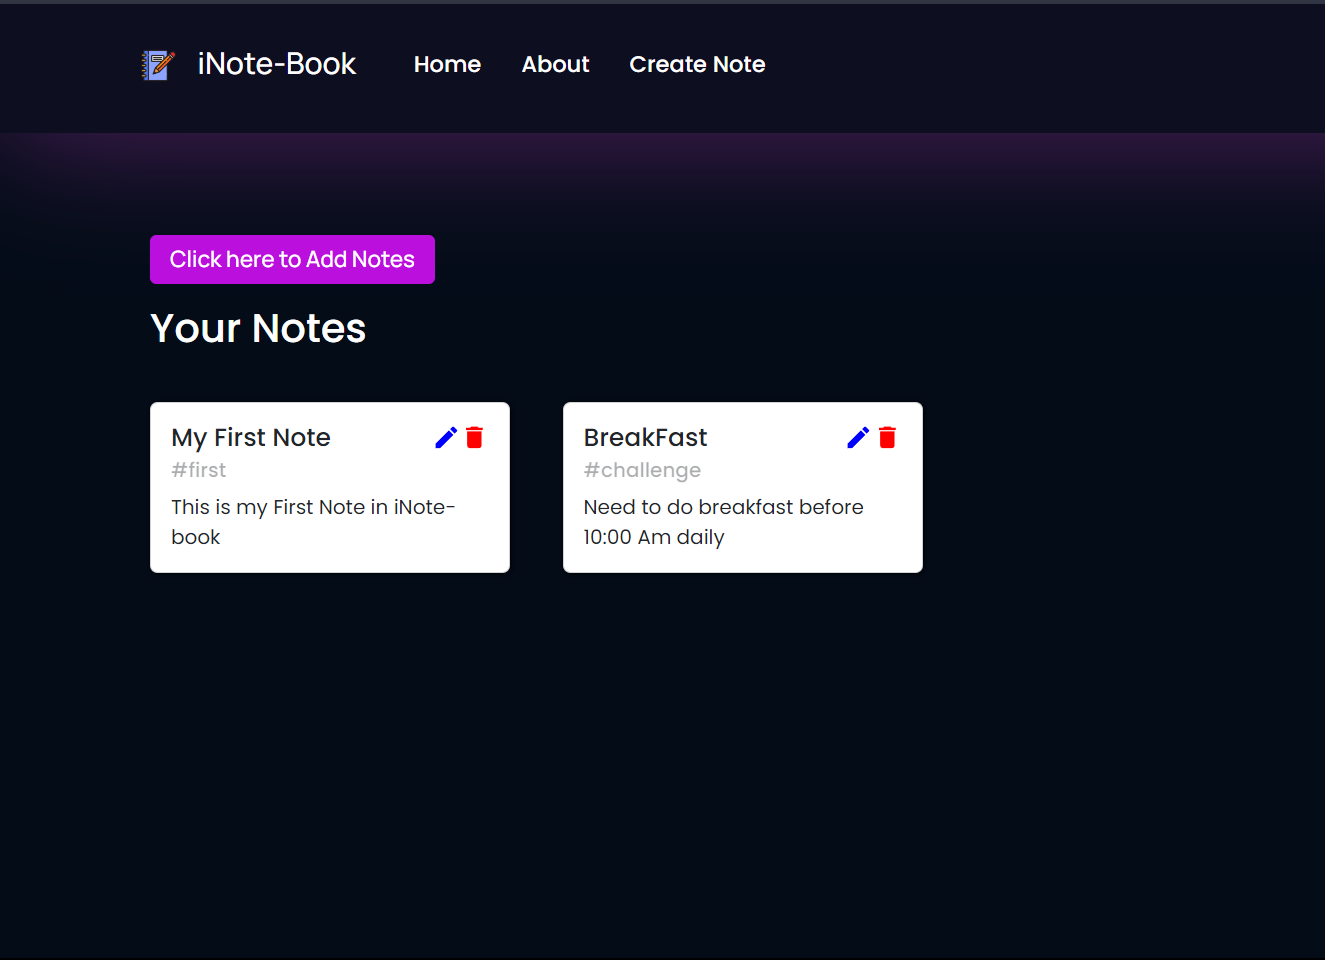 iNote-Book Home About Create Note
Click here to Add Notes
Your Notes
My First Note
#first
This is my First Note in iNote-
book
BreakFast
#challenge
Need to do breakfast before
10:00 Am daily